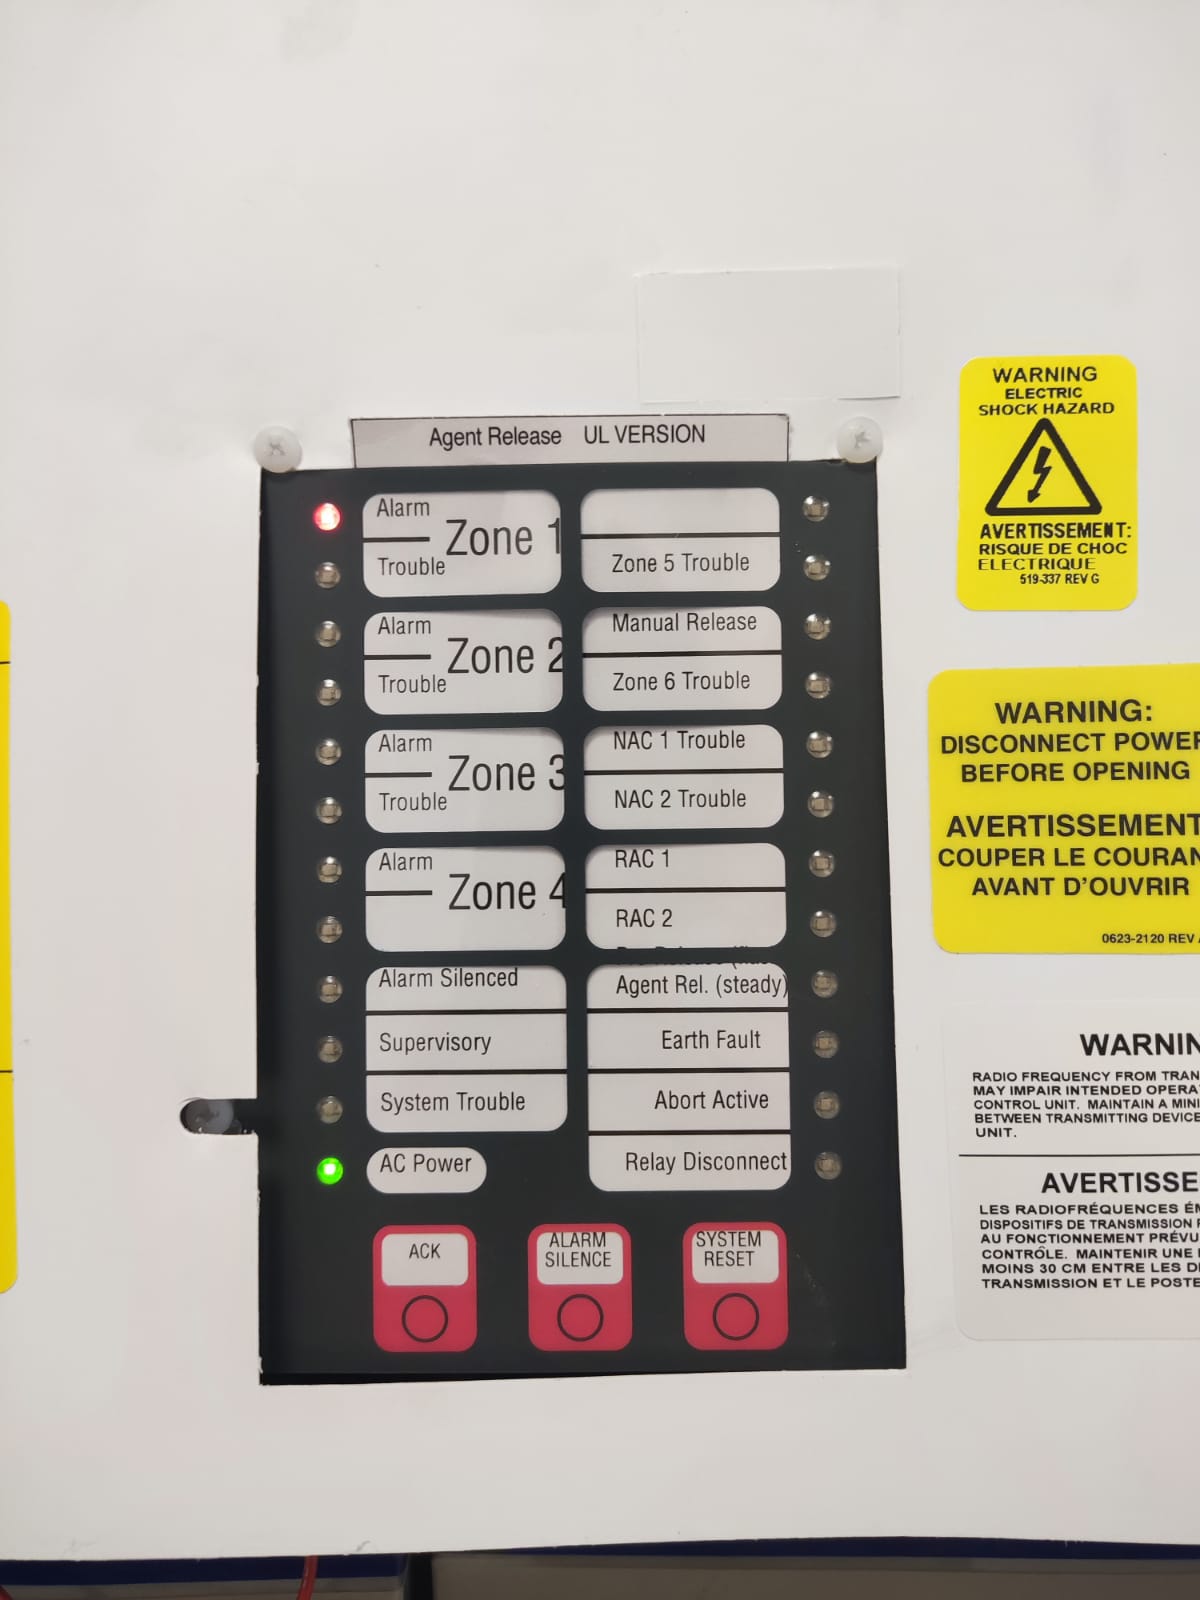 Agent Release UL VERSION
Alarm
Zone 1
Trouble
Alarm
Zone 2
Trouble
Alarm
Zone 3
Trouble
Alarm
Zone 4
Alarm Silenced
Supervisory
System Trouble
AC Power
Zone 5 Trouble
Manual Release
Zone 6 Trouble
NAC 1 Trouble
NAC 2 Trouble
RAC 1
RAC 2
Agent Rel. (steady)
Earth Fault
Abort Active
Relay Disconnect
ACK
ALARM
SILENCE
SYSTEM
RESET
WARNING
ELECTRIC
SHOCK HAZARD
AVERTISSEMENT:
RISQUE DE CHOC
ELECTRIQUE
519-337 REV G
WARNING:
DISCONNECT POWER
BEFORE OPENING
AVERTISSEMENT
COUPER LE COURAN
AVANT D'OUVRIR
0623-2120 REV
WARNIN
RADIO FREQUENCY FROM TRAN
MAY IMPAIR INTENDED OPERA
CONTROL UNIT. MAINTAIN A MINI
BETWEEN TRANSMITTING DEVICE
UNIT.
AVERTISSE
LES RADIOFRÉQUENCES ÉM
DISPOSITIFS DE TRANSMISSION
AU FONCTIONNEMENT PRÉVU
CONTRÔLE. MAINTENIR UNE
MOINS 30 CM ENTRE LES D
TRANSMISSION ET LE POSTE